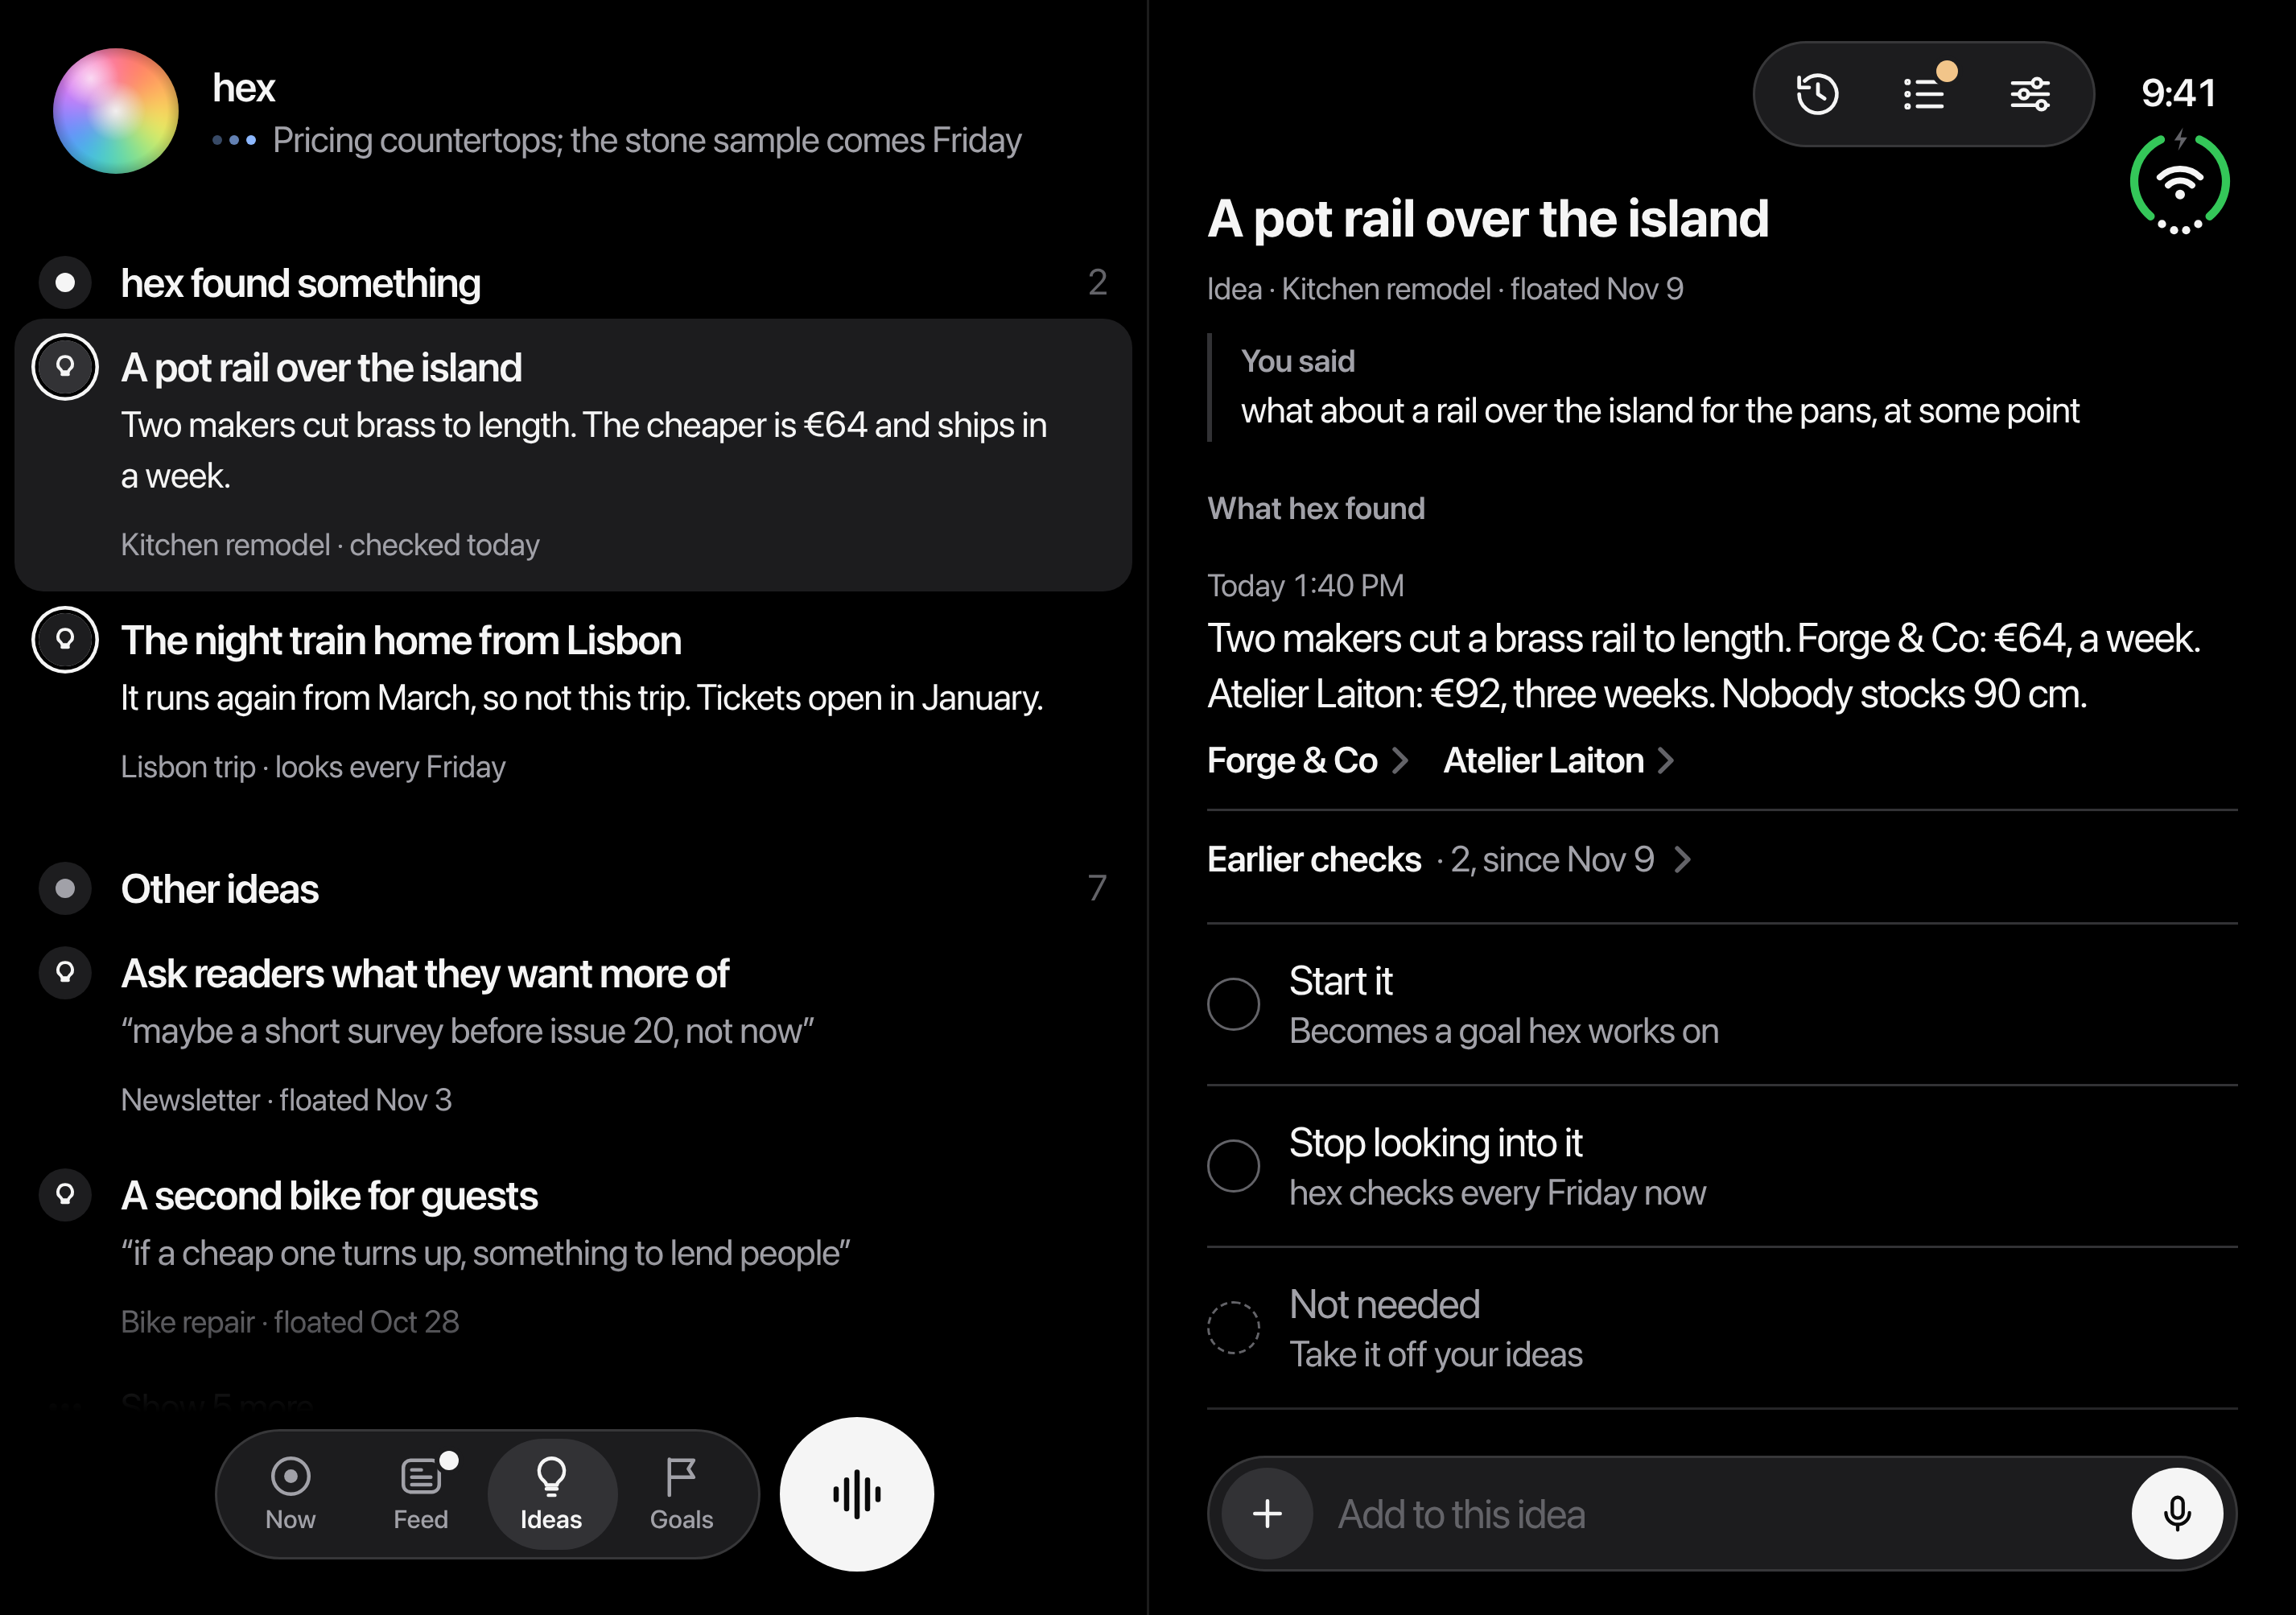 hex
Pricing countertops; the stone sample comes Friday
hex found something
2
A pot rail over the island
Two makers cut brass to length. The cheaper is €64 and ships in
a week.
Kitchen remodel · checked today
The night train home from Lisbon
It runs again from March, so not this trip. Tickets open in January.
Lisbon trip · looks every Friday
Other ideas
7
Ask readers what they want more of
“maybe a short survey before issue 20, not now”
Newsletter · floated Nov 3
A second bike for guests
“if a cheap one turns up, something to lend people”
Bike repair · floated Oct 28
Show 5 more
Now
Feed
Ideas
Goals
9:41
A pot rail over the island
Idea · Kitchen remodel · floated Nov 9
You said
what about a rail over the island for the pans, at some point
What hex found
Today 1:40 PM
Two makers cut a brass rail to length. Forge & Co: €64, a week.
Atelier Laiton: €92, three weeks. Nobody stocks 90 cm.
Forge & Co
Atelier Laiton
Earlier checks · 2, since Nov 9
Start it
Becomes a goal hex works on
Stop looking into it
hex checks every Friday now
Not needed
Take it off your ideas
Add to this idea